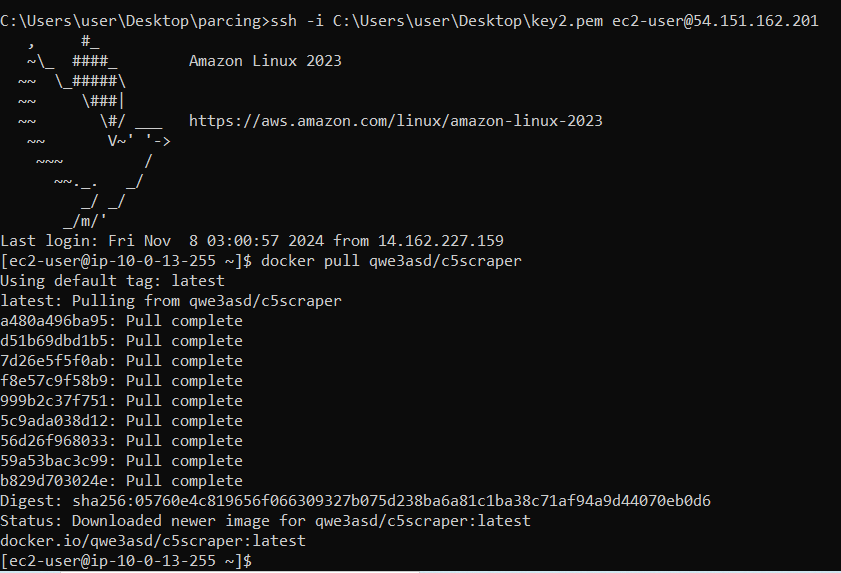 C:\Users\user\Desktop\parcing>ssh -i C:\Users\user\Desktop\key2.pem ec2-user@54.151.162.201
   ,     #_
   ~\_  ####_        Amazon Linux 2023
  ~~  \_#####\
  ~~     \###|
  ~~       \#/ ___   https://aws.amazon.com/linux/amazon-linux-2023
   ~~       V~' '->
    ~~~         /
      ~~._.   _/
         _/ _/
       _/m/'
Last login: Fri Nov  8 03:00:57 2024 from 14.162.227.159
[ec2-user@ip-10-0-13-255 ~]$ docker pull qwe3asd/c5scraper
Using default tag: latest
latest: Pulling from qwe3asd/c5scraper
a480a496ba95: Pull complete
d51b69dbd1b5: Pull complete
7d26e5f5f0ab: Pull complete
f8e57c9f58b9: Pull complete
999b2c37f751: Pull complete
5c9ada038d12: Pull complete
56d26f968033: Pull complete
59a53bac3c99: Pull complete
b829d703024e: Pull complete
Digest: sha256:05760e4c819656f066309327b075d238ba6a81c1ba38c71af94a9d44070eb0d6
Status: Downloaded newer image for qwe3asd/c5scraper:latest
docker.io/qwe3asd/c5scraper:latest
[ec2-user@ip-10-0-13-255 ~]$